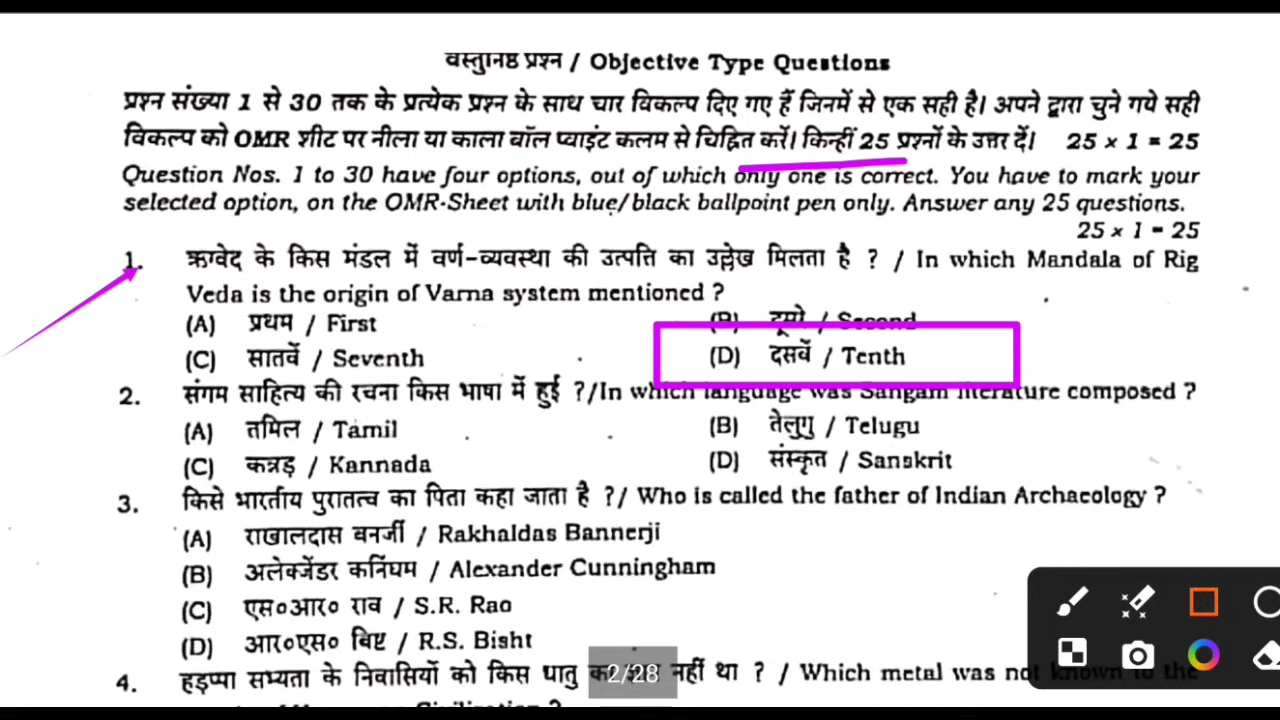 वस्तुनिष्ठ प्रश्न / Objective Type Questions
प्रश्न संख्या 1 से 30 तक के प्रत्येक प्रश्न के साथ चार विकल्प दिए गए हैं जिनमें से एक सही है। अपने द्वारा चुने गये सही
विकल्प को OMR शीट पर नीला या काला बॉल प्वाइंट कलम से चिह्नित करें। किन्हीं 25 प्रश्नों के उत्तर दें। 25 × 1 = 25
Question Nos. 1 to 30 have four options, out of which only one is correct. You have to mark your
selected option, on the OMR-Sheet with blue/black ballpoint pen only. Answer any 25 questions.
25 × 1 = 25
1. ऋग्वेद के किस मंडल में वर्ण-व्यवस्था की उत्पत्ति का उल्लेख मिलता है ? / In which Mandala of Rig
Veda is the origin of Varna system mentioned ?
(A) प्रथम / First (B) दूसरे / Second
(C) सातवें / Seventh (D) दसवें / Tenth
2. संगम साहित्य की रचना किस भाषा में हुई ?/In which language was Sangam literature composed ?
(A) तमिल / Tamil (B) तेलुगु / Telugu
(C) कन्नड़ / Kannada (D) संस्कृत / Sanskrit
3. किसे भारतीय पुरातत्व का पिता कहा जाता है ?/ Who is called the father of Indian Archaeology ?
(A) राखालदास बनर्जी / Rakhaldas Bannerji
(B) अलेक्जेंडर कनिंघम / Alexander Cunningham
(C) एस०आर० राव / S.R. Rao
(D) आर०एस० बिष्ट / R.S. Bisht
4. हड़प्पा सभ्यता के निवासियों को किस धातु का नहीं था ? / Which metal was not known to the
2/28